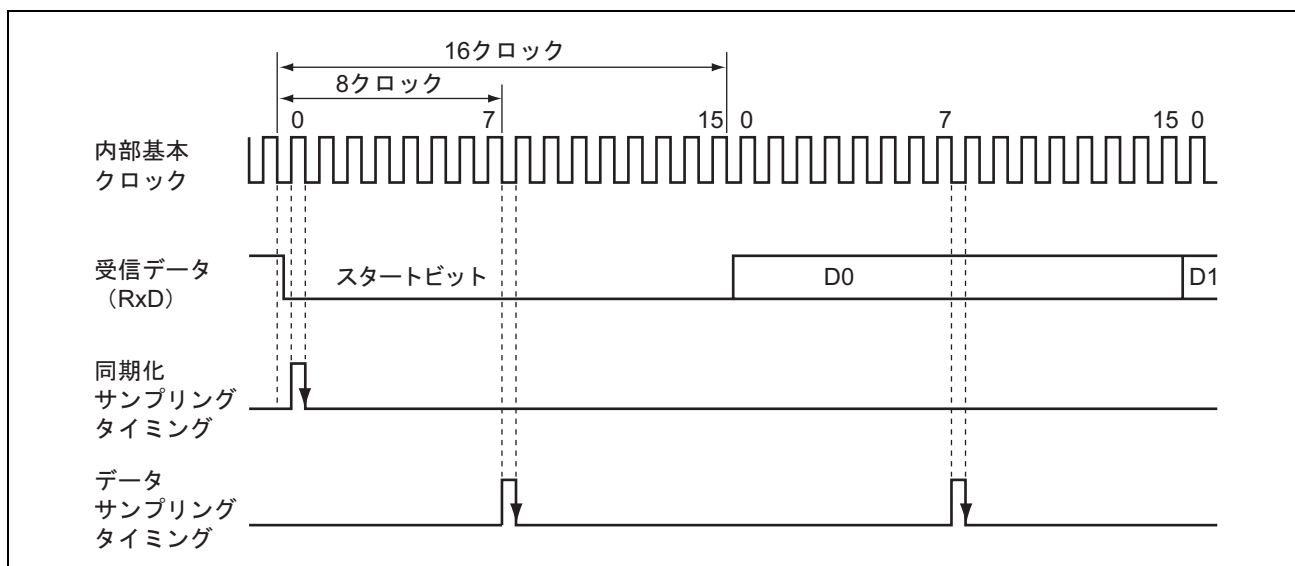 16クロック
8クロック
0 7 15 0 7 15 0
内部基本
クロック
受信データ
（RxD）
スタートビット D0 D1
同期化
サンプリング
タイミング
データ
サンプリング
タイミング